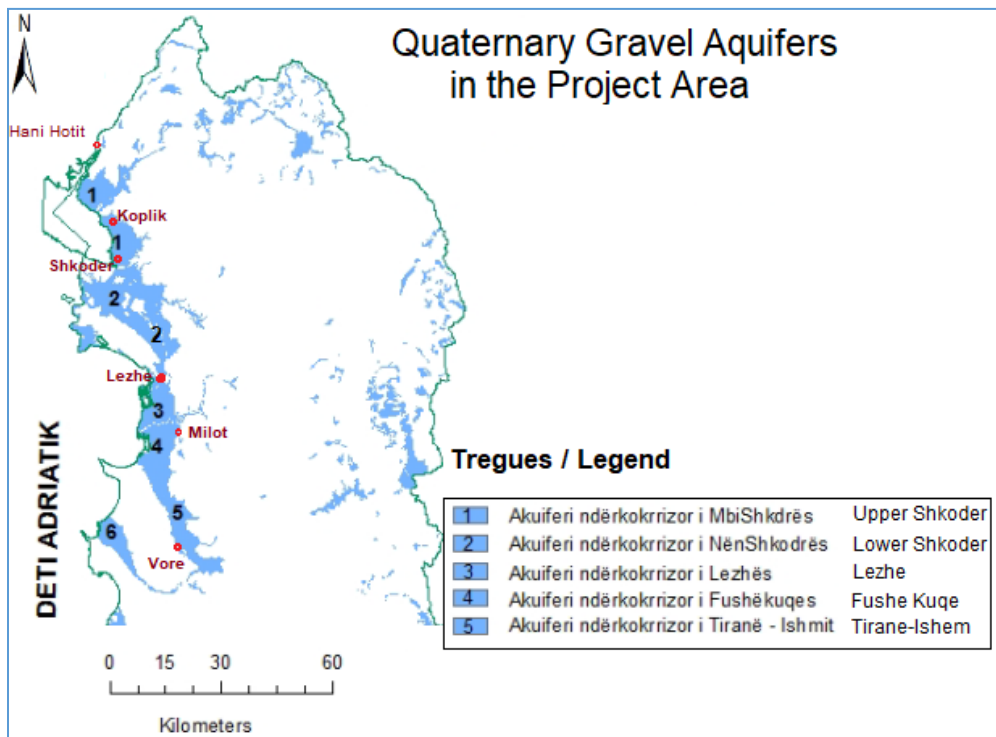 Quaternary Gravel Aquifers
in the Project Area
N
Hani Hotit
1
Koplik
1
Shkoder
2
2
Lezhe
3
Milot
4
5
6
Vore
DETI ADRIATIK
Tregues / Legend
1 Akuiferi ndërkokrrizor i MbiShkdrës Upper Shkoder
2 Akuiferi ndërkokrrizor i NënShkodrës Lower Shkoder
3 Akuiferi ndërkokrrizor i Lezhës Lezhe
4 Akuiferi ndërkokrrizor i Fushëkuqes Fushe Kuqe
5 Akuiferi ndërkokrrizor i Tiranë - Ishmit Tirane-Ishem
0 15 30 60
Kilometers